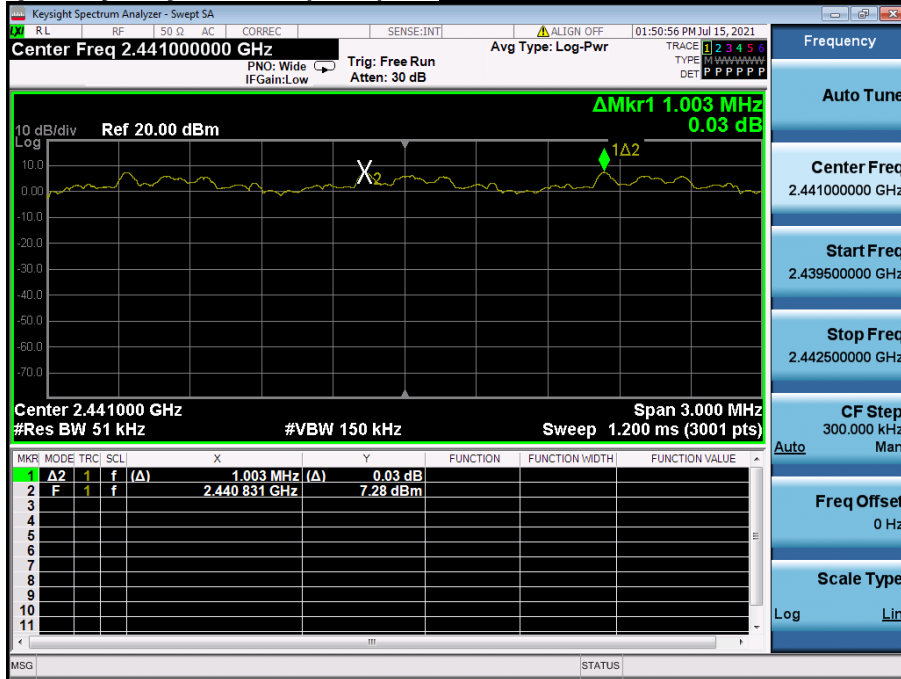 Keysight Spectrum Analyzer - Swept SA
LXI RL RF 50 Ω AC CORREC SENSE:INT ALIGN OFF 01:50:56 PM Jul 15, 2021
Center Freq 2.441000000 GHz Avg Type: Log-Pwr TRACE 1 2 3 4 5 6
PNO: Wide Trig: Free Run TYPE M WWWWW
IFGain:Low Atten: 30 dB DET P P P P P P
ΔMkr1 1.003 MHz
0.03 dB
10 dB/div Ref 20.00 dBm
Log
1Δ2
10.0
X2
0.00
-10.0
-20.0
-30.0
-40.0
-50.0
-60.0
-70.0
Center 2.441000 GHz Span 3.000 MHz
#Res BW 51 kHz #VBW 150 kHz Sweep 1.200 ms (3001 pts)
MKR MODE TRC SCL X Y FUNCTION FUNCTION WIDTH FUNCTION VALUE
1 Δ2 1 f (Δ) 1.003 MHz (Δ) 0.03 dB
2 F 1 f 2.440 831 GHz 7.28 dBm
3
4
5
6
7
8
9
10
11
MSG STATUS
Frequency
Auto Tune
Center Freq
2.441000000 GHz
Start Freq
2.439500000 GHz
Stop Freq
2.442500000 GHz
CF Step
300.000 kHz
Auto Man
Freq Offset
0 Hz
Scale Type
Log Lin